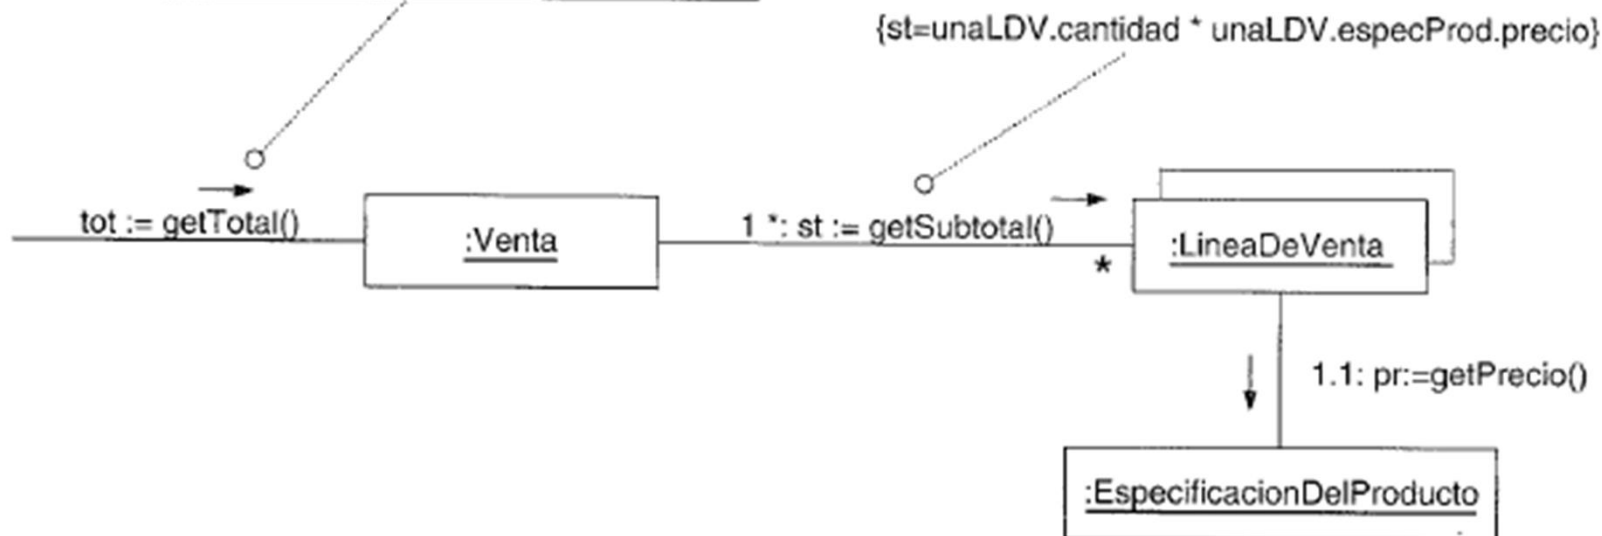 {st=unaLDV.cantidad * unaLDV.especProd.precio}
tot := getTotal()
:Venta
1 *: st := getSubtotal()
*
:LineaDeVenta
1.1: pr:=getPrecio()
:EspecificacionDelProducto